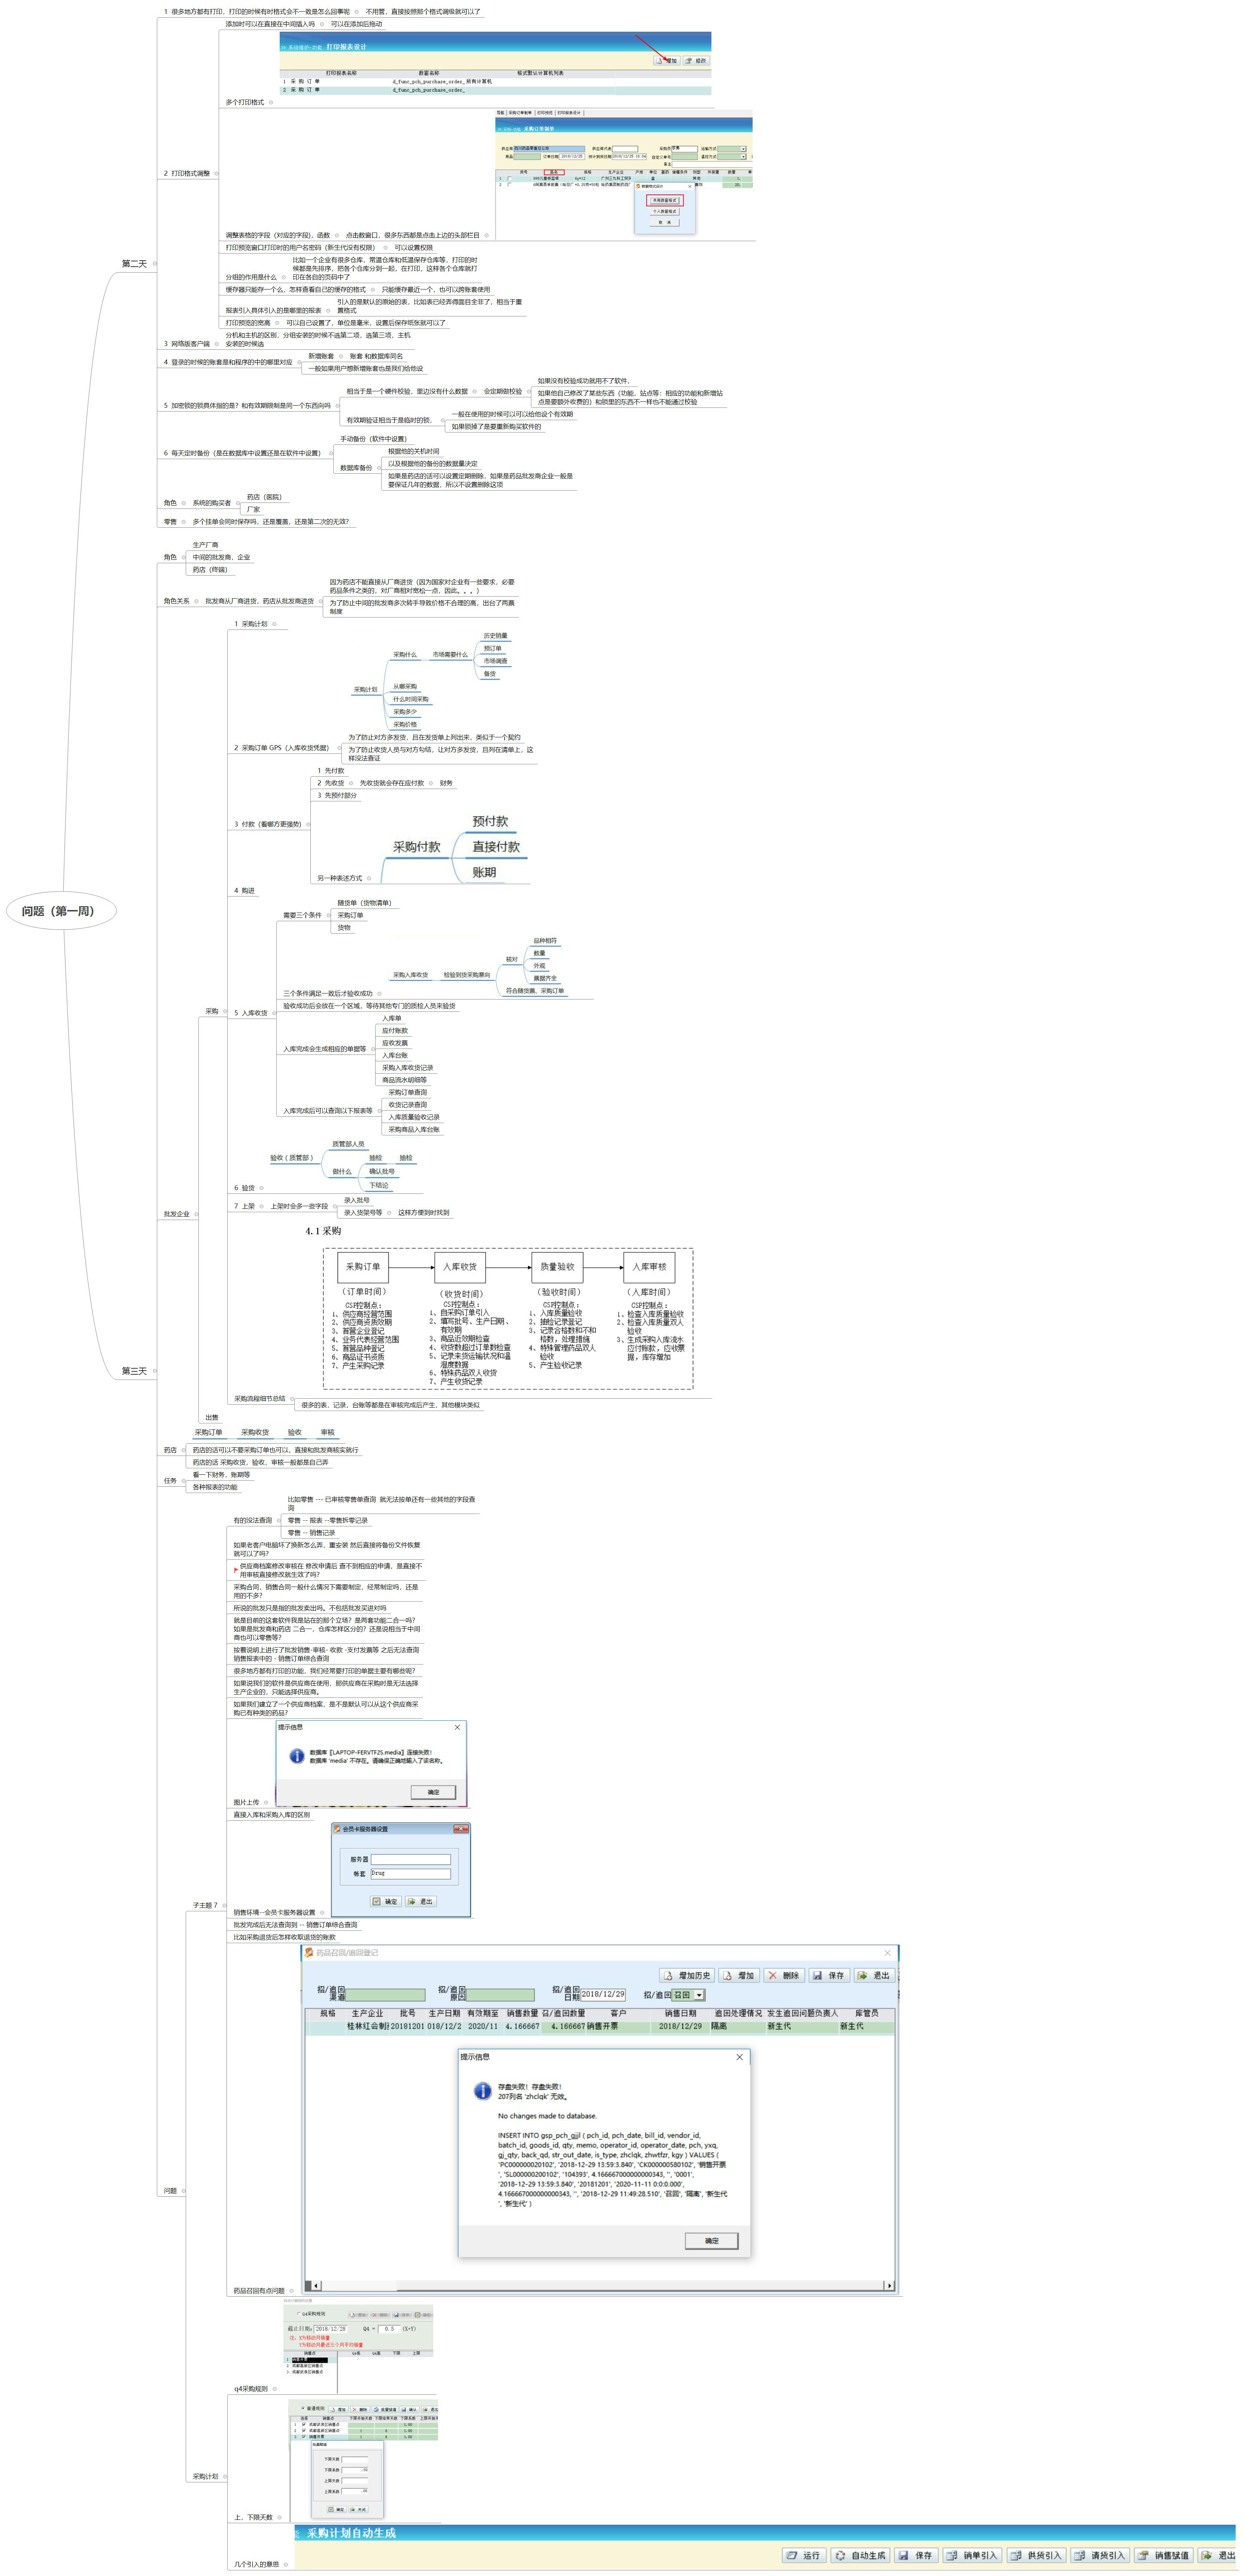 问题（第一周）
第二天
1 很多地方都有打印，打印的时候有时格式会不一致是怎么回事呢
不用管，直接按照那个格式调级就可以了
2 打印格式调整
添加时可以在直接在中间插入吗
可以在添加后拖动
多个打印格式
打印报表设计
增加
修改
打印报表名称
数窗名称
格式默认计算机列表
1 采 购 订 单
d_func_pch_purchase_order_ 所有计算机
2 采 购 订 单
d_func_pch_purchase_order_
调整表格的字段（对应的字段)，函数
点击数窗口，很多东西都是点击上边的头部栏目
采购订单制单
打印预览窗口打印时的用户名密码（新生代没有权限）
可以设置权限
分组的作用是什么
比如一个企业有很多仓库，常温仓库和低温保存仓库等，打印的时
候都是先排序，把各个仓库分到一起，在打印，这样各个仓库就打
印在各自的页码中了
缓存器只能存一个么，怎样查看自己的缓存的格式
只能缓存最近一个，也可以跨账套使用
报表引入具体引入的是哪里的报表
引入的是默认的原始的表，比如表已经弄得面目全非了，相当于重
置格式
打印预览的宽高
可以自己设置了，单位是毫米，设置后保存纸张就可以了
3 网络版客户端
分机和主机的区别，分组安装的时候不选第二项，选第三项，主机
安装的时候选
4 登录的时候的账套是和程序的中的哪里对应
新增账套
账套 和数据库同名
一般如果用户想新增账套也是我们给他设
5 加密锁的锁具体指的是？和有效期限制是同一个东西向吗
相当于是一个硬件校验，里边没有什么数据
会定期做校验
如果没有校验成功就用不了软件，
如果他自己修改了某些东西（功能，站点等：相应的功能和新增站
点是要额外收费的）和锁里的东西不一样也不能通过校验
有效期验证相当于是临时的锁，
一般在使用的时候可以可以给他设个有效期
如果锁掉了是要重新购买软件的
6 每天定时备份（是在数据库中设置还是在软件中设置）
手动备份（软件中设置）
数据库备份
根据他的关机时间
以及根据他的备份的数据量决定
如果是药店的话可以设置定期删除，如果是药品批发商企业一般是
要保证几年的数据，所以不设置删除这项
角色
系统的购买者
药店（医院）
厂家
零售
多个挂单会同时保存吗，还是覆盖，还是第二次的无效?
第三天
角色
生产厂商
中间的批发商，企业
药店（终端）
角色关系
批发商从厂商进货，药店从批发商进货
因为药店不能直接从厂商进货（因为国家对企业有一些要求，必要
药品条件之类的，对厂商相对宽松一点，因此。。。）
为了防止中间的批发商多次转手导致价格不合理的高，出台了两票
制度
批发企业
采购
1 采购计划
采购计划
采购什么
市场需要什么
历史销量
预订单
市场调查
备货
从哪采购
什么时间采购
采购多少
采购价格
2 采购订单 GPS（入库收货凭据）
为了防止对方多发货，且在发货单上列出来，类似于一个契约
为了防止收货人员与对方勾结，让对方多发货，且列在清单上，这
样没法查证
3 付款（看哪方更强势）
1 先付款
2 先收货
先收货就会存在应付款
财务
3 先预付部分
另一种表述方式
采购付款
预付款
直接付款
账期
4 购进
5 入库收货
需要三个条件
随货单（货物清单）
采购订单
货物
三个条件满足一致后才验收成功
采购入库收货
检验到货采购意向
核对
品种相符
数量
外观
票据齐全
符合随货票、采购订单
验收成功后会放在一个区域，等待其他专门的质检人员来验货
入库完成会生成相应的单据等
入库单
应付账款
应收发票
入库台账
采购入库收货记录
商品流水明细等
入库完成后可以查询以下报表等
采购订单查询
收货记录查询
入库质量验收记录
采购商品入库台账
6 验货
验收（质管部）
质管部人员
做什么
抽检
抽检
确认批号
下结论
7 上架
上架时会多一些字段
录入批号
录入货架号等
这样方便到时找到
采购流程细节总结
4.1 采购
采购订单
入库收货
质量验收
入库审核
（订单时间）
（收货时间）
（验收时间）
（入库时间）
GSP控制点：
1、供应商经营范围
2、供应商资质效期
3、首营企业登记
4、业务代表经营范围
5、首营品种登记
6、商品证书资质
7、产生采购记录
GSP控制点：
1、自采购订单引入
2、填写批号、生产日期、
有效期
3、商品近效期检查
4、收货数超过订单数检查
5、记录来货运输状况和温
湿度数据
6、特殊药品双人收货
7、产生收货记录
GSP控制点：
1、入库质量验收
2、抽检记录登记
3、记录合格数和不和
格数，处理措施
4、特殊管理药品双人
验收
5、产生验收记录
GSP控制点：
1、检查入库质量验收
2、检查入库质量双人
验收
3、生成采购入库流水
应付账款，应收票
据，库存增加
很多的表，记录，台账等都是在审核完成后产生，其他模块类似
出售
药店
采购订单
采购收货
验收
审核
药店的话可以不要采购订单也可以，直接和批发商核实就行
药店的话 采购收货，验收，审核一般都是自己弄
任务
看一下财务，账期等
各种报表的功能
问题
子主题 7
有的没法查询
比如零售 --- 已审核零售单查询 就无法按单还有一些其他的字段查
询
零售 -- 报表 --零售拆零记录
零售 -- 销售记录
如果老客户电脑坏了换新怎么弄，重安装 然后直接将备份文件恢复
就可以了吗?
供应商档案修改审核在 修改申请后 查不到相应的申请，是直接不
用审核直接修改就生效了吗?
采购合同，销售合同一般什么情况下需要制定，经常制定吗，还是
用的不多?
所说的批发只是指的批发卖出吗，不包括批发买进对吗
就是目前的这套软件我是站在的那个立场？是两套功能二合一吗?
如果是批发商和药店 二合一，仓库怎样区分的？还是说相当于中间
商也可以零售等?
按着说明上进行了批发销售-审核- 收款 -支付发票等 之后无法查询
销售报表中的 - 销售订单综合查询
很多地方都有打印的功能，我们经常要打印的单据主要有哪些呢?
如果说我们的软件是供应商在使用，那供应商在采购时是无法选择
生产企业的，只能选择供应商。
如果我们建立了一个供应商档案，是不是默认可以从这个供应商采
购已有种类的药品?
图片上传
提示信息
数据库 [LAPTOP-FERVTF2S.media] 连接失败!
数据库 'media' 不存在。请确保正确地输入了该名称。
确定
直接入库和采购入库的区别
销售环境--会员卡服务器设置
会员卡服务器设置
服务器
帐套
Drug
确定
退出
批发完成后无法查询到 -- 销售订单综合查询
比如采购退货后怎样收取退货的账款
药品召回有点问题
药品召回/追回登记
增加历史
增加
删除
保存
退出
招/追回
渠道
招/追回
原因
招/追回
日期
2018/12/29
招/追回
召回
规格 生产企业 批号 生产日期 有效期至 销售数量 召/追回数量 客户 销售日期 追回处理情况 发生追回问题负责人 库管员
20181201 018/12/2 2020/11 4.166667 4.166667 销售开票 2018/12/29 隔离 新生代 新生代
提示信息
存盘失败！存盘失败!
207列名 'zhclqk' 无效。
No changes made to database.
INSERT INTO gsp_pch_gjjl ( pch_id, pch_date, bill_id, vendor_id,
batch_id, goods_id, qty, memo, operator_id, operator_date, pch, yxq,
gj_qty, back_qd, str_out_date, is_type, zhclqk, zhwtfzr, kgy ) VALUES (
'PC000000020102', '2018-12-29 13:59:3.840', 'CK000000580102', '销售开票
', 'SL000000200102', '104393', 4.166667000000000343, '', '0001',
'2018-12-29 13:59:3.840', '20181201', '2020-11-11 0:0:0.000',
4.166667000000000343, '', '2018-12-29 11:49:28.510', '召回', '隔离', '新生代
', '新生代' )
确定
采购计划
q4采购规则
Q4采购规则
截止日期：2018/12/28
Q4 = 0.5 (X+Y)
上、下限天数
下限天数
下限系数
上限天数
上限系数
几个引入的意思
采购计划自动生成
运行
自动生成
保存
销单引入
供货引入
请货引入
销售赋值
退出